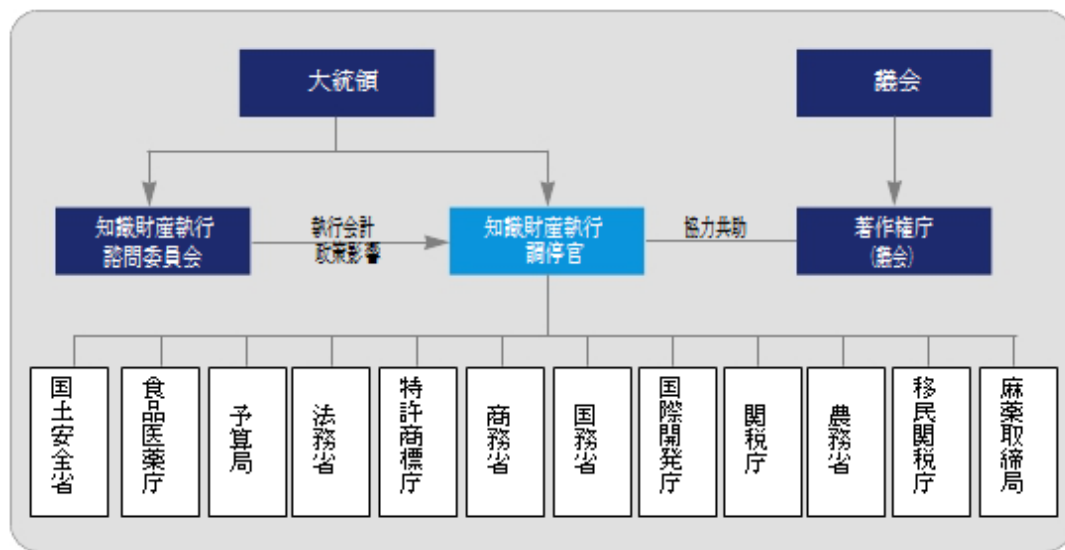 大統領
議会
知識財産執行
諮問委員会
執行会計
政策影響
知識財産執行
調停官
協力共助
著作権庁
(議会)
国土安全省
食品医薬庁
予算局
法務省
特許商標庁
商務省
国務省
国際開発庁
関税庁
農務省
移民関税庁
麻薬取締局